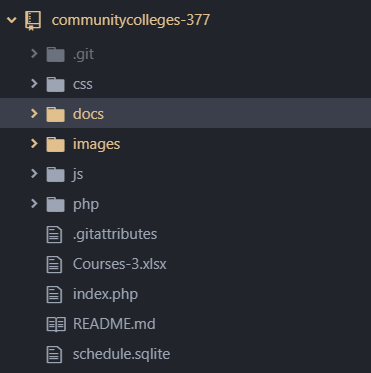 communitycolleges-377
.git
css
docs
images
js
php
.gitattributes
Courses-3.xlsx
index.php
README.md
schedule.sqlite